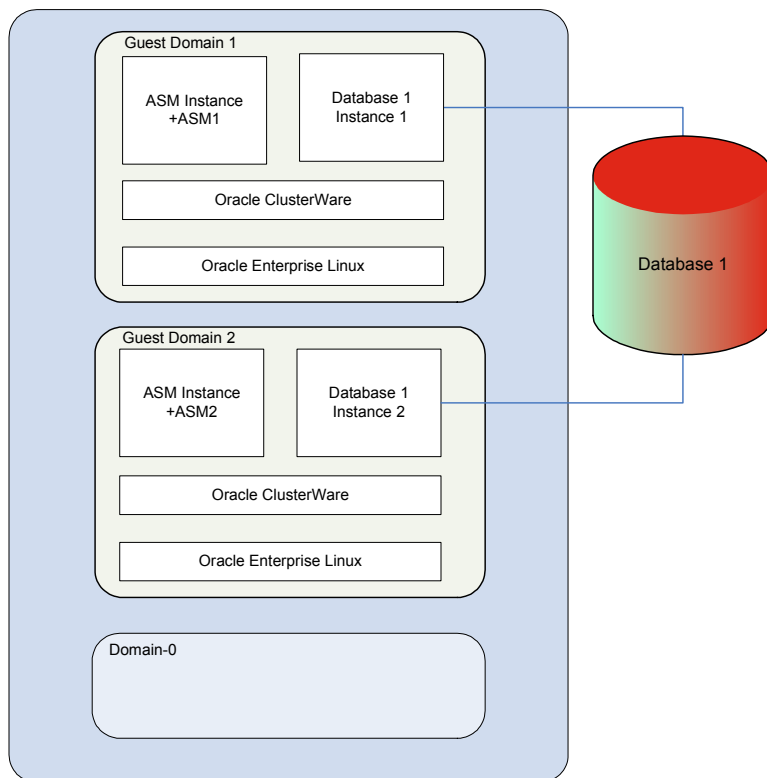 Guest Domain 1
ASM Instance
+ASM1
Database 1
Instance 1
Oracle ClusterWare
Oracle Enterprise Linux
Database 1
Guest Domain 2
ASM Instance
+ASM2
Database 1
Instance 2
Oracle ClusterWare
Oracle Enterprise Linux
Domain-0